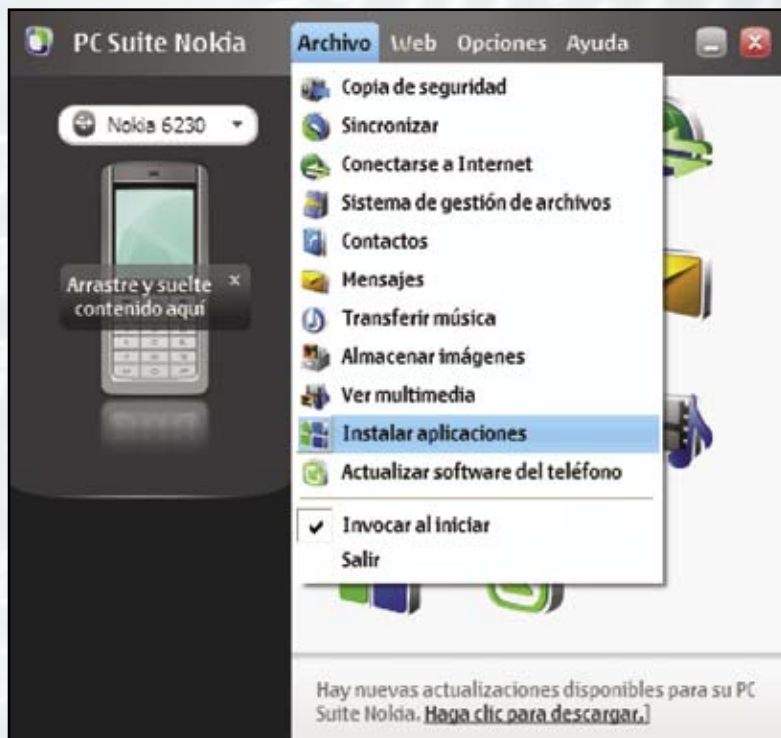 PC Suite Nokia
Archivo Web Opciones Ayuda
Nokia 6230
Arrastre y suelte
contenido aquí
Copia de seguridad
Sincronizar
Conectarse a Internet
Sistema de gestión de archivos
Contactos
Mensajes
Transferir música
Almacenar imágenes
Ver multimedia
Instalar aplicaciones
Actualizar software del teléfono
Invocar al iniciar
Salir
Hay nuevas actualizaciones disponibles para su PC
Suite Nokia. Haga clic para descargar.]